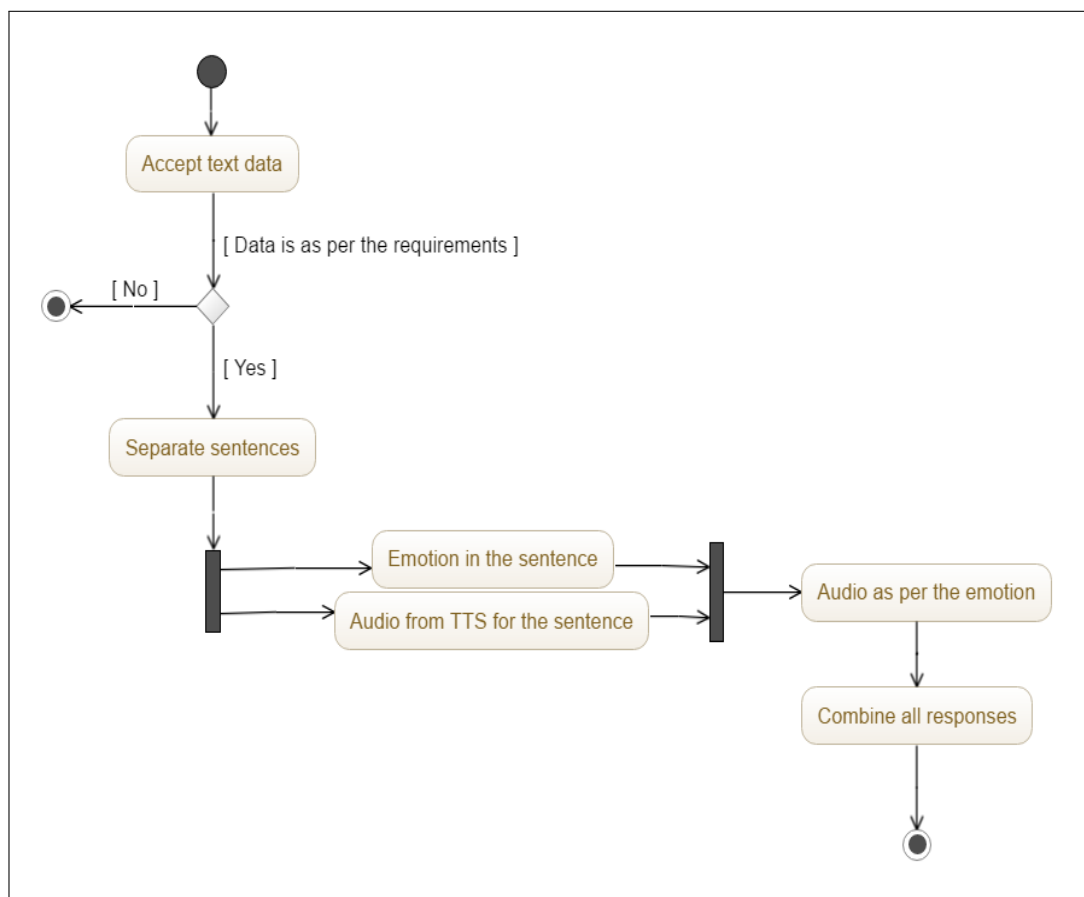 Accept text data
[ Data is as per the requirements ]
[ No ]
[ Yes ]
Separate sentences
Emotion in the sentence
Audio from TTS for the sentence
Audio as per the emotion
Combine all responses